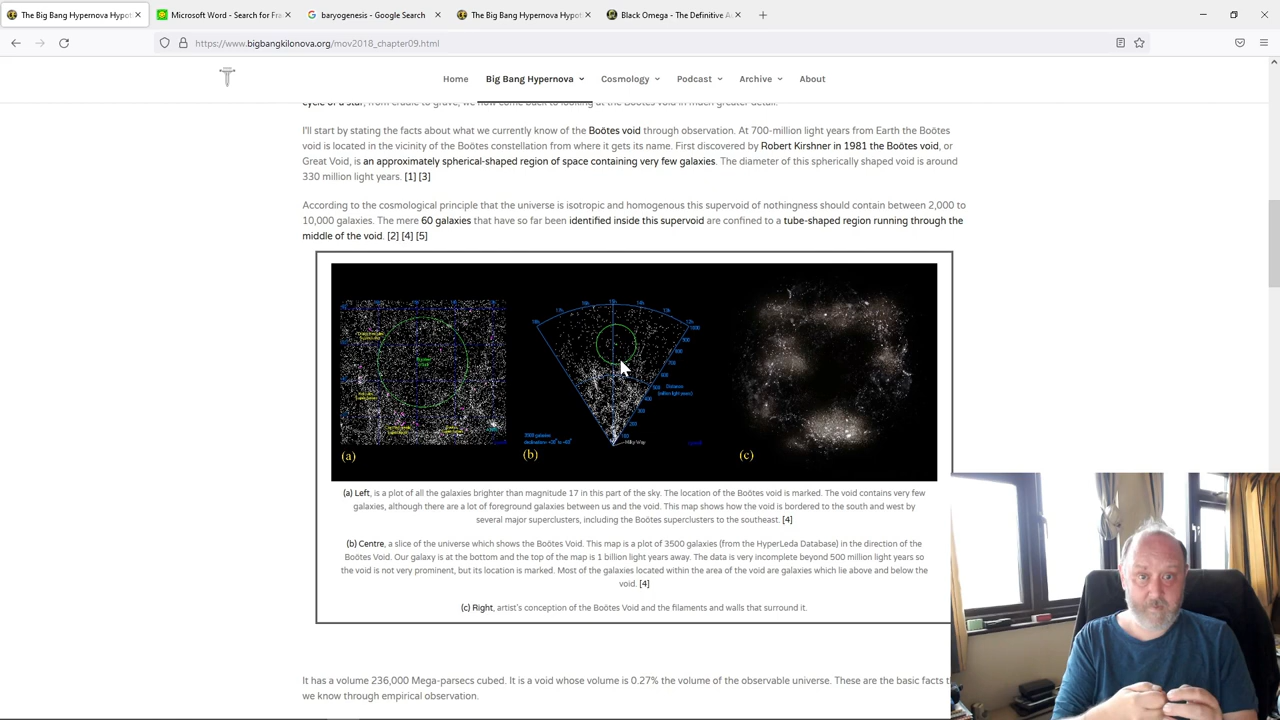 The Big Bang Hypernova Hypot
Microsoft Word - Search for Fra
baryogenesis - Google Search
The Big Bang Hypernova Hypot
Black Omega - The Definitive A
https://www.bigbangkilonova.org/mov2018_chapter09.html
Home
Big Bang Hypernova
Cosmology
Podcast
Archive
About
I'll start by stating the facts about what we currently know of the Boötes void through observation. At 700-million light years from Earth the Boötes
void is located in the vicinity of the Boötes constellation from where it gets its name. First discovered by Robert Kirshner in 1981 the Boötes void, or
Great Void, is an approximately spherical-shaped region of space containing very few galaxies. The diameter of this spherically shaped void is around
330 million light years. [1] [3]
According to the cosmological principle that the universe is isotropic and homogenous this supervoid of nothingness should contain between 2,000 to
10,000 galaxies. The mere 60 galaxies that have so far been identified inside this supervoid are confined to a tube-shaped region running through the
middle of the void. [2] [4] [5]
(a)
(b)
(c)
Milky Way
(a) Left, is a plot of all the galaxies brighter than magnitude 17 in this part of the sky. The location of the Boötes void is marked. The void contains very few
galaxies, although there are a lot of foreground galaxies between us and the void. This map shows how the void is bordered to the south and west by
several major superclusters, including the Boötes superclusters to the southeast. [4]
(b) Centre, a slice of the universe which shows the Boötes Void. This map is a plot of 3500 galaxies (from the HyperLeda Database) in the direction of the
Boötes Void. Our galaxy is at the bottom and the top of the map is 1 billion light years away. The data is very incomplete beyond 500 million light years so
the void is not very prominent, but its location is marked. Most of the galaxies located within the area of the void are galaxies which lie above and below the
void. [4]
(c) Right, artist's conception of the Boötes Void and the filaments and walls that surround it.
It has a volume 236,000 Mega-parsecs cubed. It is a void whose volume is 0.27% the volume of the observable universe. These are the basic facts
we know through empirical observation.